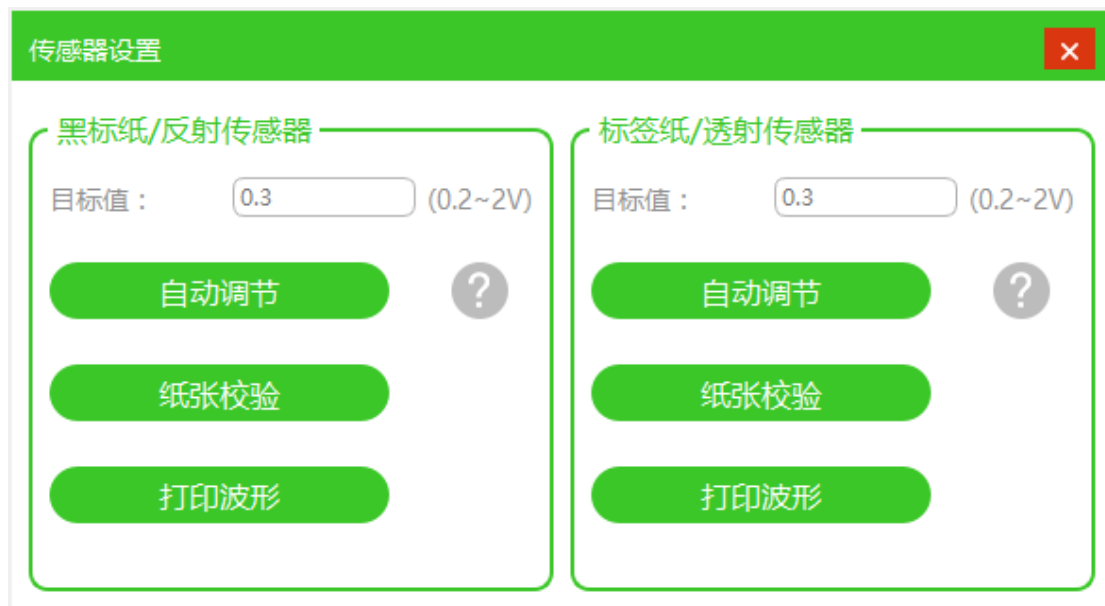 传感器设置
黑标纸/反射传感器
目标值： 0.3 (0.2~2V)
自动调节 ?
纸张校验
打印波形
标签纸/透射传感器
目标值： 0.3 (0.2~2V)
自动调节 ?
纸张校验
打印波形